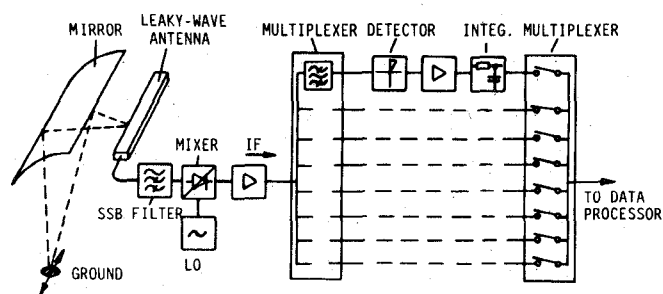 LEAKY-WAVE
ANTENNA
MIRROR
MULTIPLEXER DETECTOR INTEG. MULTIPLEXER
MIXER
IF
SSB FILTER
LO
GROUND
TO DATA
PROCESSOR